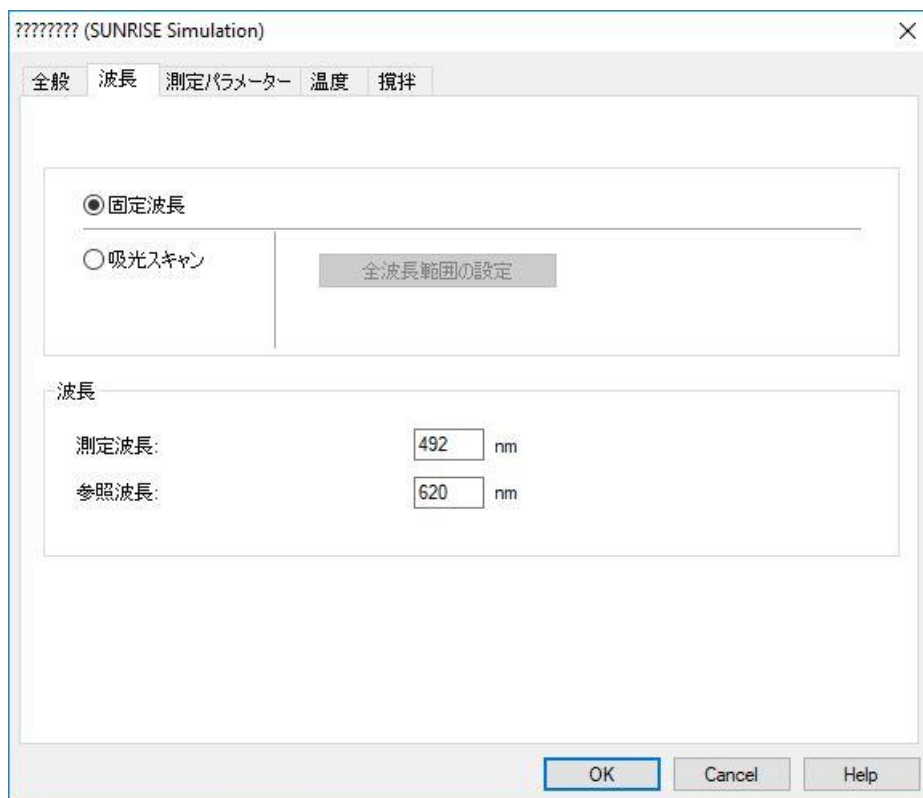 ???????? (SUNRISE Simulation)
全般 波長 測定パラメーター 温度 撹拌
固定波長
吸光スキャン 全波長範囲の設定
波長
測定波長: 492 nm
参照波長: 620 nm
OK Cancel Help